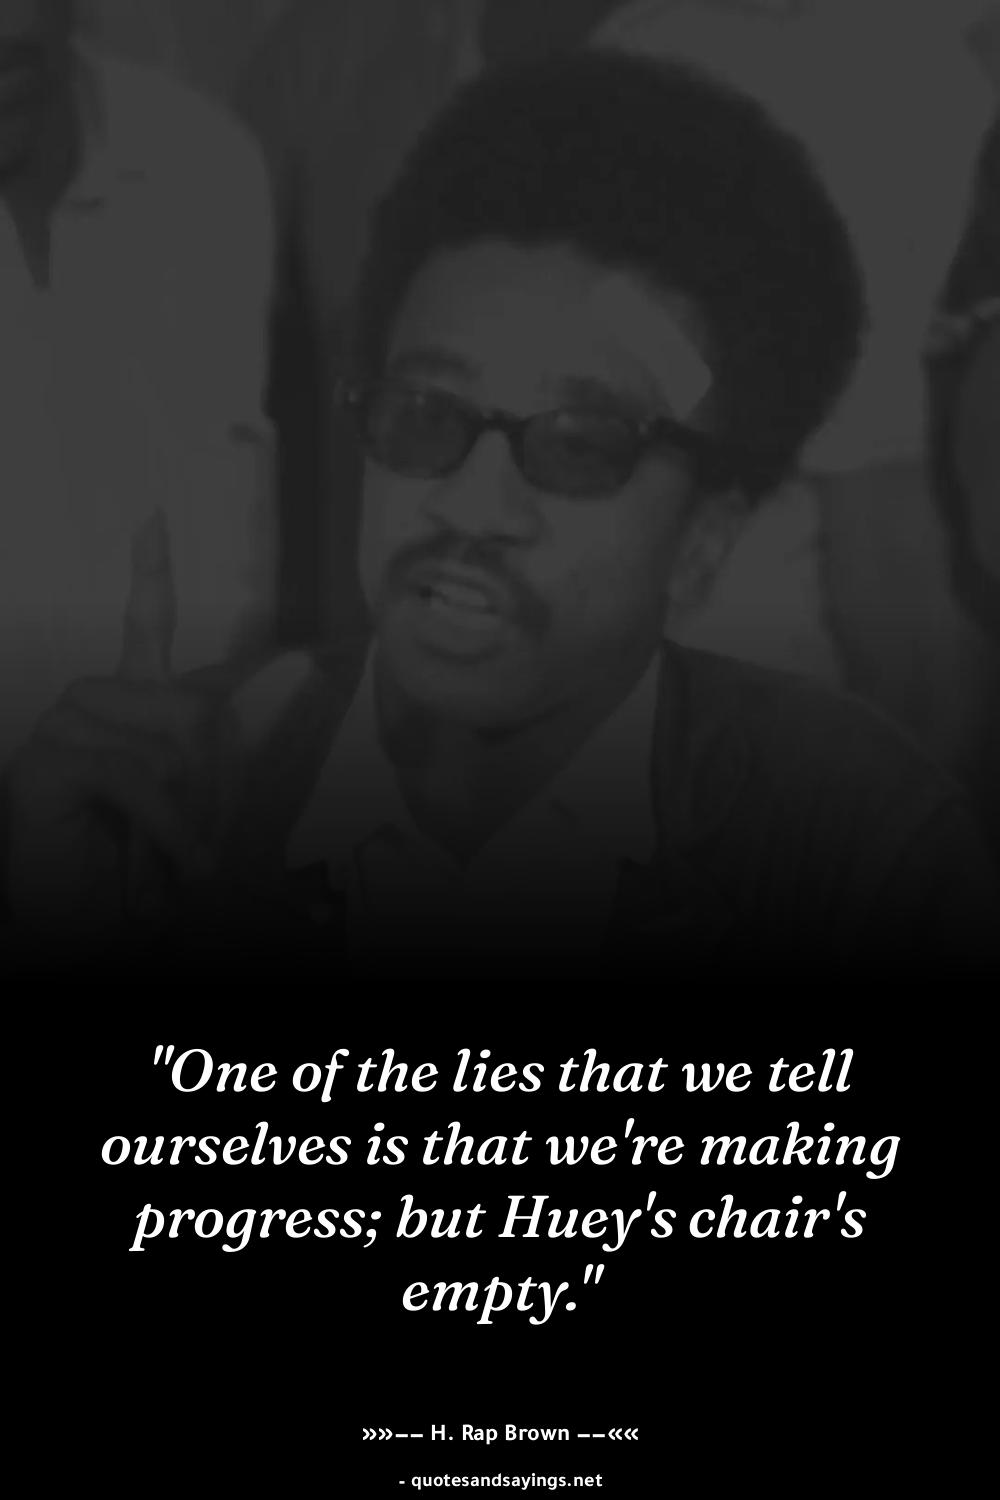 "One of the lies that we tell
ourselves is that we're making
progress; but Huey's chair's
empty."
»»−− H. Rap Brown −−««
- quotesandsayings.net